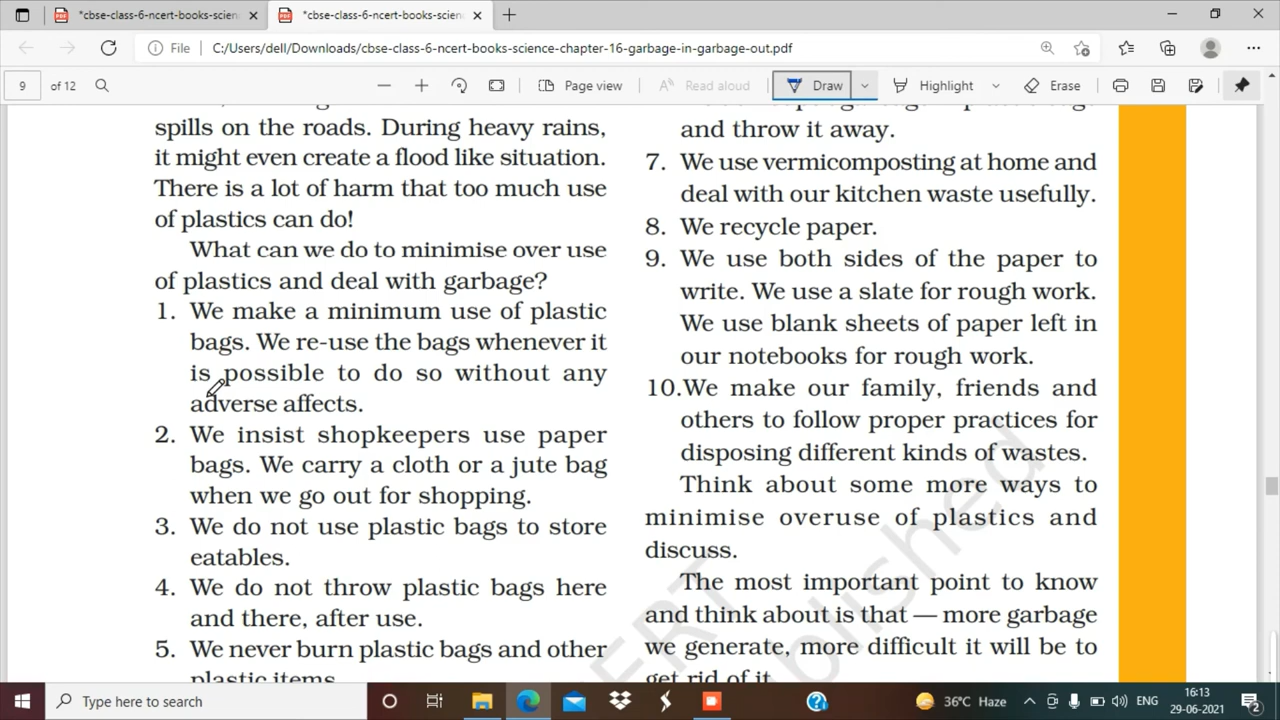 *cbse-class-6-ncert-books-scien
*cbse-class-6-ncert-books-scien
File
C:/Users/dell/Downloads/cbse-class-6-ncert-books-science-chapter-16-garbage-in-garbage-out.pdf
9 of 12
Page view
Read aloud
Draw
Highlight
Erase
spills on the roads. During heavy rains,
it might even create a flood like situation.
There is a lot of harm that too much use
of plastics can do!
What can we do to minimise over use
of plastics and deal with garbage?
1. We make a minimum use of plastic
bags. We re-use the bags whenever it
is possible to do so without any
adverse affects.
2. We insist shopkeepers use paper
bags. We carry a cloth or a jute bag
when we go out for shopping.
3. We do not use plastic bags to store
eatables.
4. We do not throw plastic bags here
and there, after use.
5. We never burn plastic bags and other
plastic items
and throw it away.
7. We use vermicomposting at home and
deal with our kitchen waste usefully.
8. We recycle paper.
9. We use both sides of the paper to
write. We use a slate for rough work.
We use blank sheets of paper left in
our notebooks for rough work.
10.We make our family, friends and
others to follow proper practices for
disposing different kinds of wastes.
Think about some more ways to
minimise overuse of plastics and
discuss.
The most important point to know
and think about is that — more garbage
we generate, more difficult it will be to
get rid of it
Type here to search
36°C Haze
ENG
16:13
29-06-2021
2